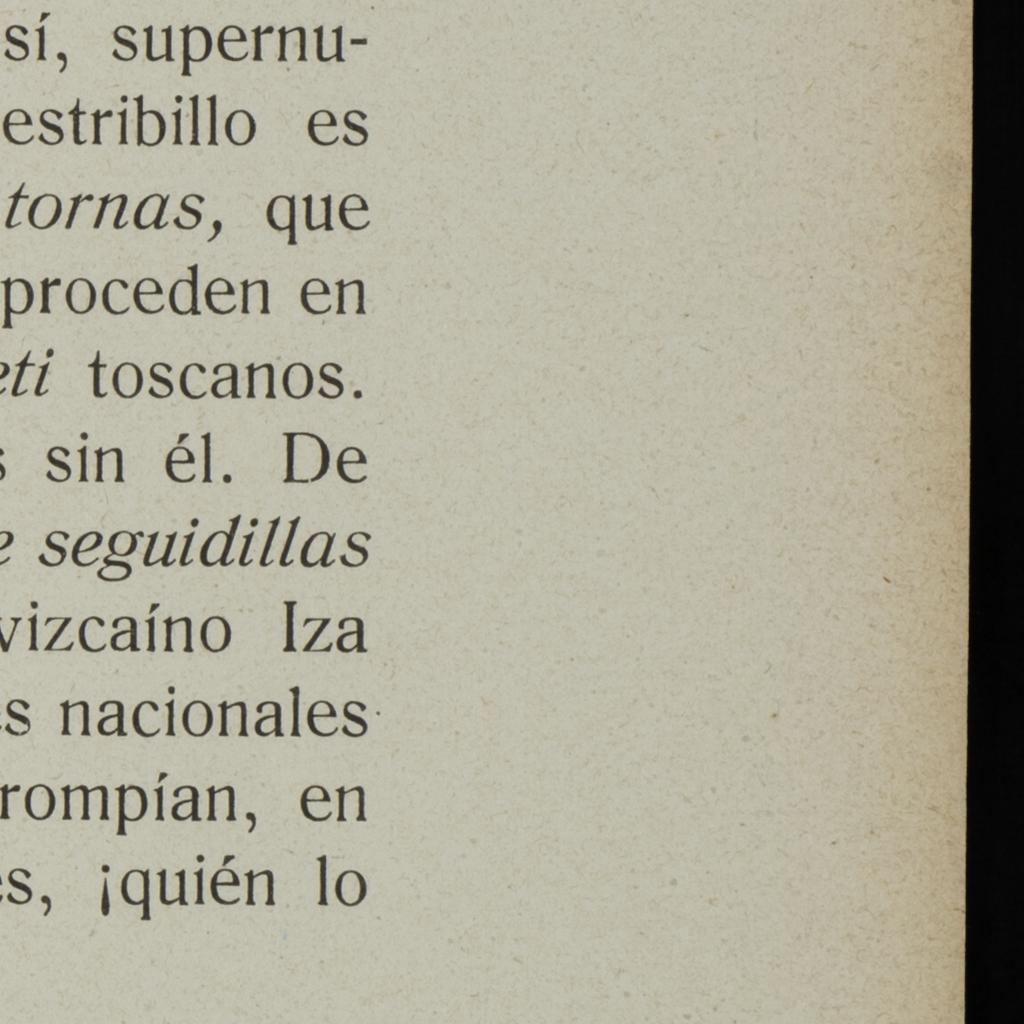 sí, supernu-
estribillo es
tornas, que
proceden en
eti toscanos.
s sin él. De
e seguidillas
vizcaíno Iza
es nacionales
rompían, en
es, ¡quién lo